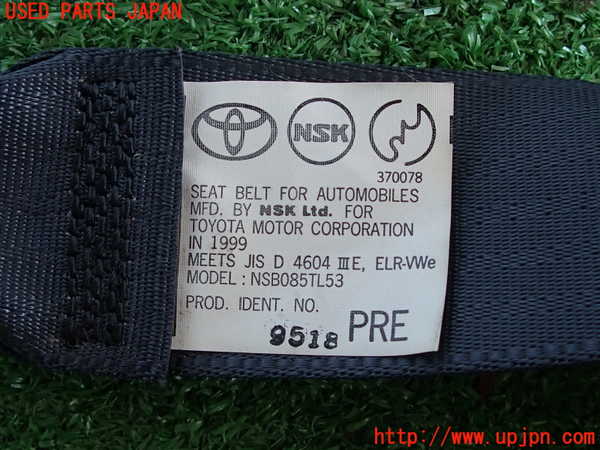 USED PARTS JAPAN
NSK
370078
SEAT BELT FOR AUTOMOBILES
MFD. BY NSK Ltd. FOR
TOYOTA MOTOR CORPORATION
IN 1999
MEETS JIS D 4604 ⅢE, ELR-VWe
MODEL : NSB085TL53
PROD. IDENT. NO.
9518 PRE
http://www.upjpn.com/